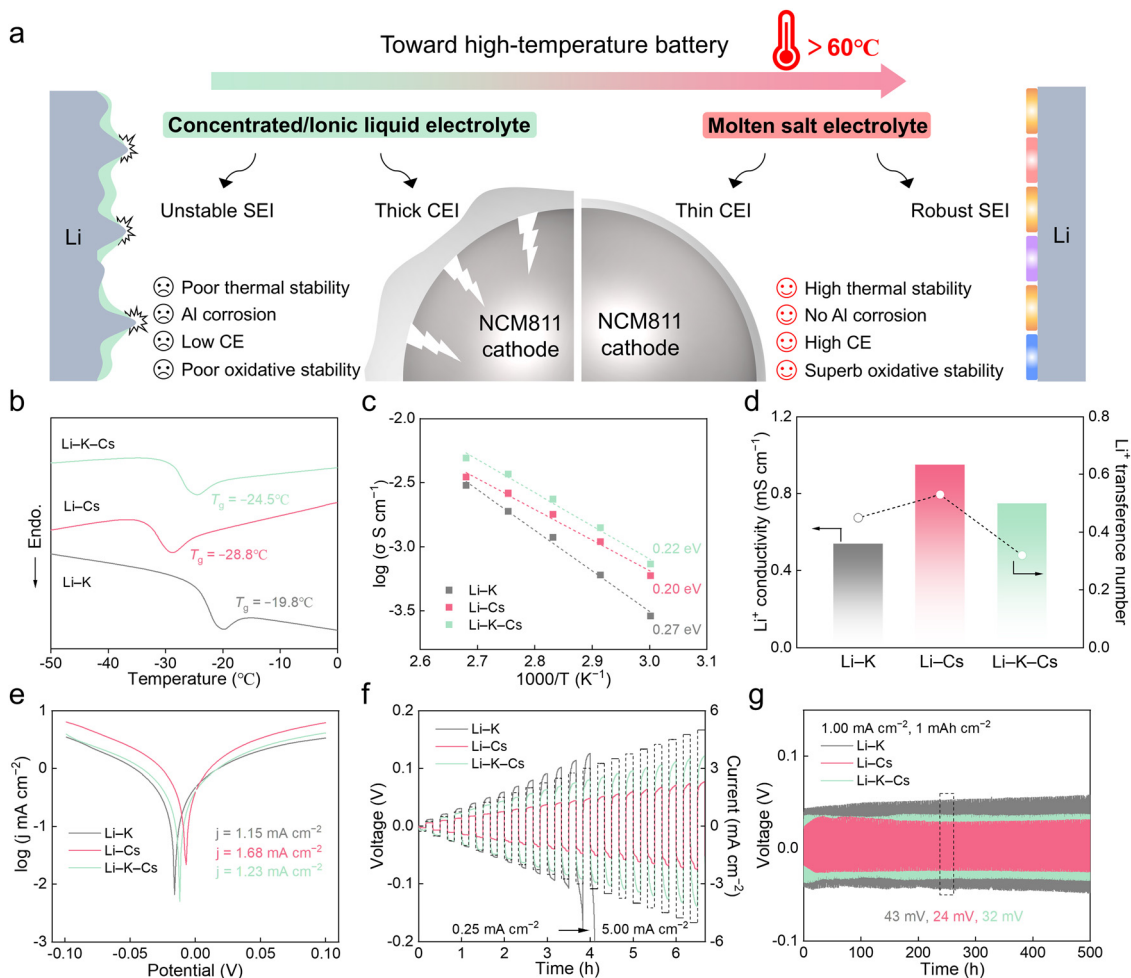 a
Toward high-temperature battery
> 60℃
Concentrated/Ionic liquid electrolyte
Molten salt electrolyte
Unstable SEI
Thick CEI
Thin CEI
Robust SEI
Li
Li
Poor thermal stability
Al corrosion
Low CE
Poor oxidative stability
NCM811
cathode
NCM811
cathode
High thermal stability
No Al corrosion
High CE
Superb oxidative stability
b
Endo.
Li–K–Cs
Tg = –24.5℃
Li–Cs
Tg = –28.8℃
Li–K
Tg = –19.8℃
-50 -40 -30 -20 -10 0
Temperature (℃)
c
log (σ S cm⁻¹)
-2.0
-2.5
-3.0
-3.5
0.22 eV
0.20 eV
0.27 eV
Li–K
Li–Cs
Li–K–Cs
2.6 2.7 2.8 2.9 3.0 3.1
1000/T (K⁻¹)
d
Li⁺ conductivity (mS cm⁻¹)
1.2
0.9
0.6
0.3
0.0
0.8
0.6
0.4
0.2
0.0
Li⁺ transference number
Li–K Li–Cs Li–K–Cs
e
log (j mA cm⁻²)
1
0
-1
-2
-3
Li–K
Li–Cs
Li–K–Cs
j = 1.15 mA cm⁻²
j = 1.68 mA cm⁻²
j = 1.23 mA cm⁻²
-0.10 -0.05 0.00 0.05 0.10
Potential (V)
f
Voltage (V)
0.2
0.1
0.0
-0.1
-0.2
Li–K
Li–Cs
Li–K–Cs
0.25 mA cm⁻²
5.00 mA cm⁻²
6
3
0
-3
-6
Current (mA cm⁻²)
0 1 2 3 4 5 6
Time (h)
g
Voltage (V)
0.1
0.0
-0.1
1.00 mA cm⁻², 1 mAh cm⁻²
Li–K
Li–Cs
Li–K–Cs
43 mV, 24 mV, 32 mV
0 100 200 300 400 500
Time (h)